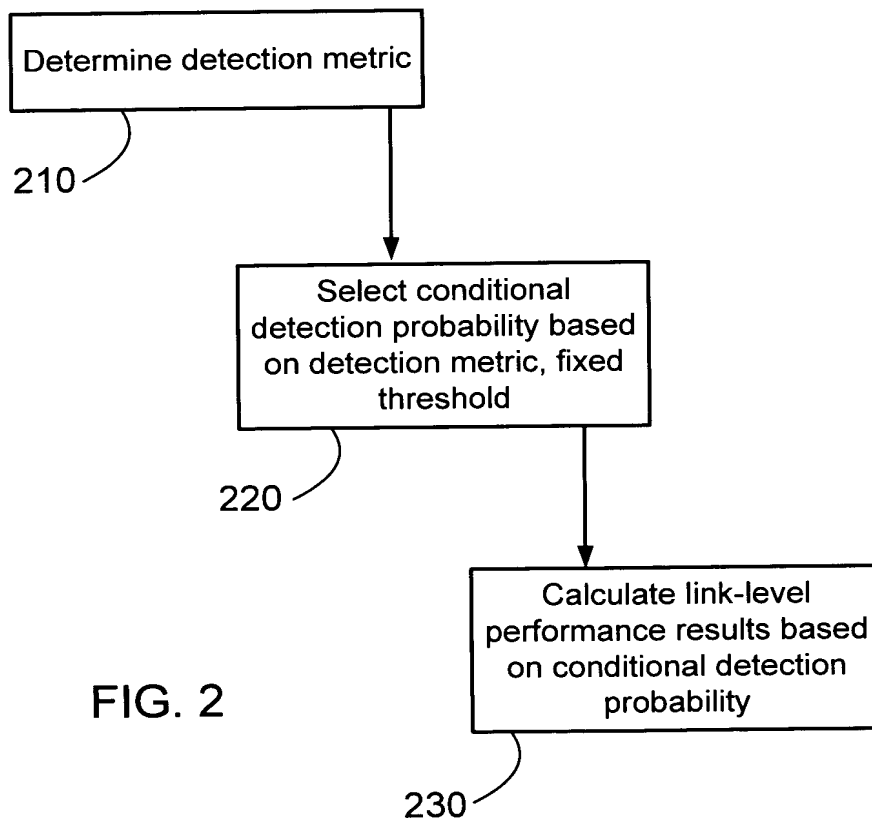 Determine detection metric
210
Select conditional
detection probability based
on detection metric, fixed
threshold
220
Calculate link-level
performance results based
on conditional detection
probability
FIG. 2
230